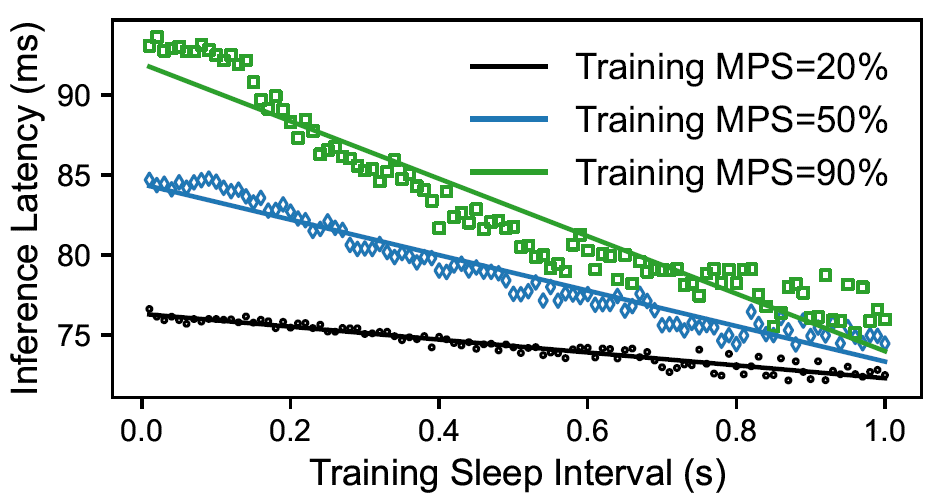 Inference Latency (ms)
90
85
80
75
Training MPS=20%
Training MPS=50%
Training MPS=90%
0.0 0.2 0.4 0.6 0.8 1.0
Training Sleep Interval (s)